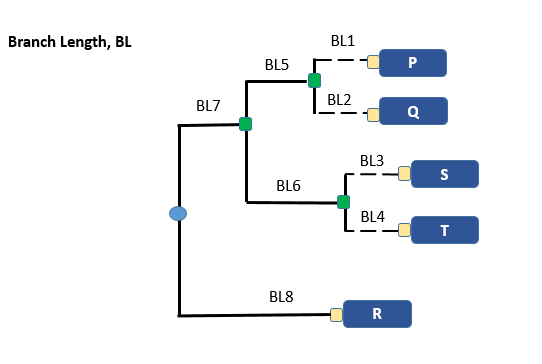 Branch Length, BL
BL1
P
BL5
BL2
Q
BL7
BL3
S
BL6
BL4
T
BL8
R